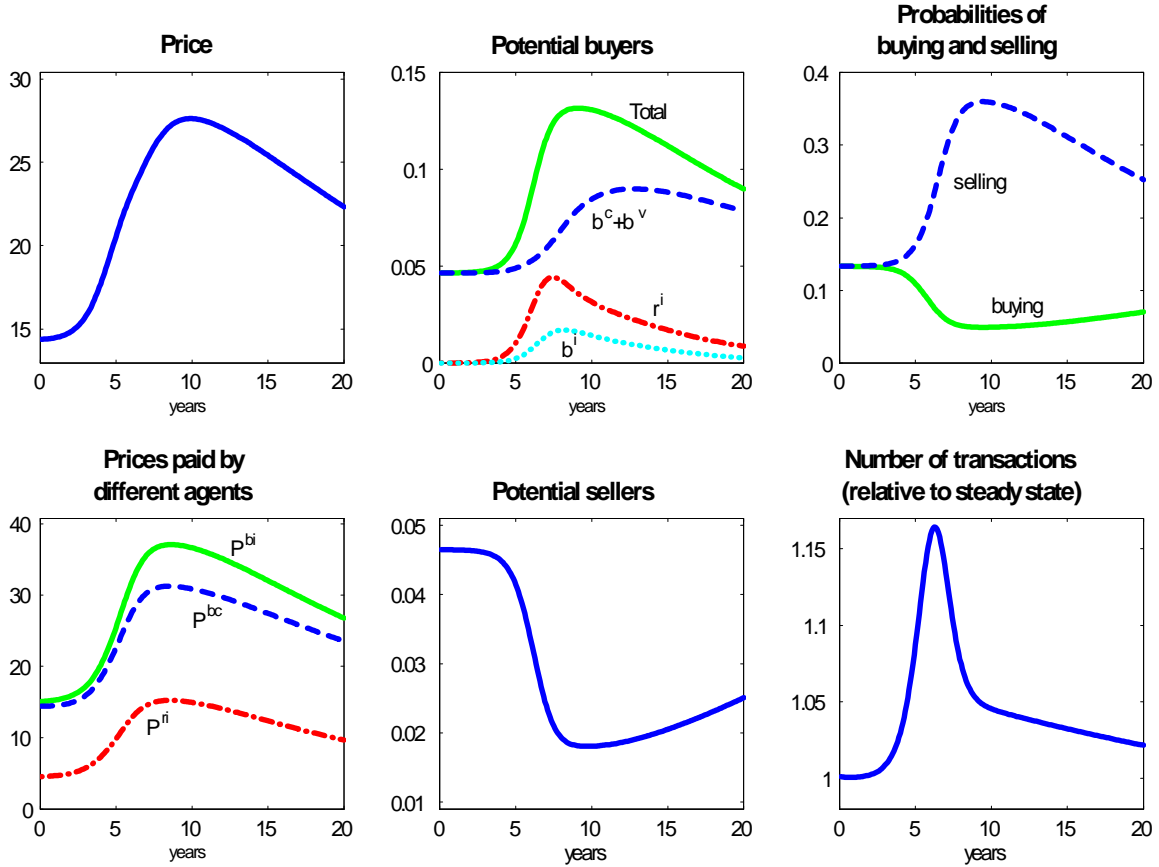 Price
30
25
20
15
0 5 10 15 20
years
Potential buyers
0.15
0.1
0.05
0
Total
b^c+b^v
r^i
b^i
0 5 10 15 20
years
Probabilities of
buying and selling
0.4
0.3
0.2
0.1
0
selling
buying
0 5 10 15 20
years
Prices paid by
different agents
40
30
20
10
0
P^bi
P^bc
P^ri
0 5 10 15 20
years
Potential sellers
0.05
0.04
0.03
0.02
0.01
0 5 10 15 20
years
Number of transactions
(relative to steady state)
1.15
1.1
1.05
1
0 5 10 15 20
years